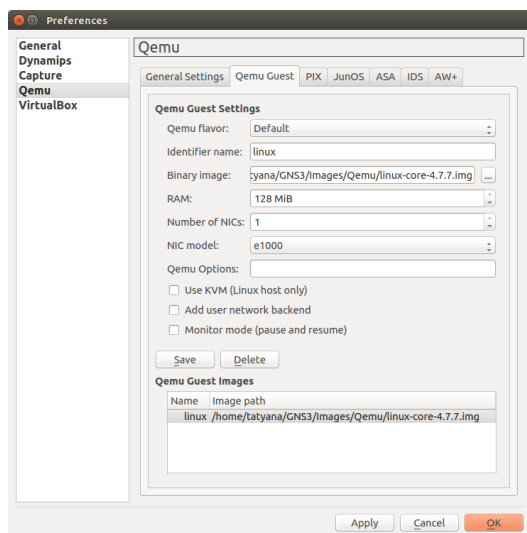 Preferences
General
Dynamips
Capture
Qemu
VirtualBox
Qemu
General Settings Qemu Guest PIX JunOS ASA IDS AW+
Qemu Guest Settings
Qemu flavor: Default
Identifier name: linux
Binary image: :yana/GNS3/Images/Qemu/linux-core-4.7.7.img ...
RAM: 128 MiB
Number of NICs: 1
NIC model: e1000
Qemu Options:
Use KVM (Linux host only)
Add user network backend
Monitor mode (pause and resume)
Save Delete
Qemu Guest Images
Name Image path
linux /home/tatyana/GNS3/Images/Qemu/linux-core-4.7.7.img
Apply Cancel OK